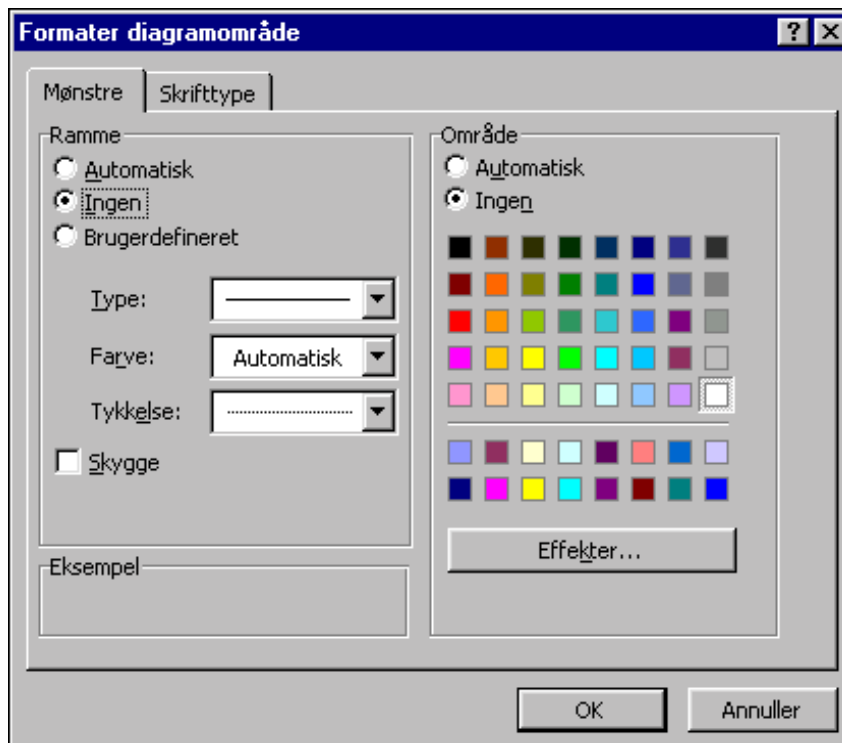 Formater diagramområde
Mønstre
Skrifttype
Ramme
Automatisk
Ingen
Brugerdefineret
Type:
Farve: Automatisk
Tykkelse:
Skygge
Eksempel
Område
Automatisk
Ingen
Effekter...
OK
Annuller